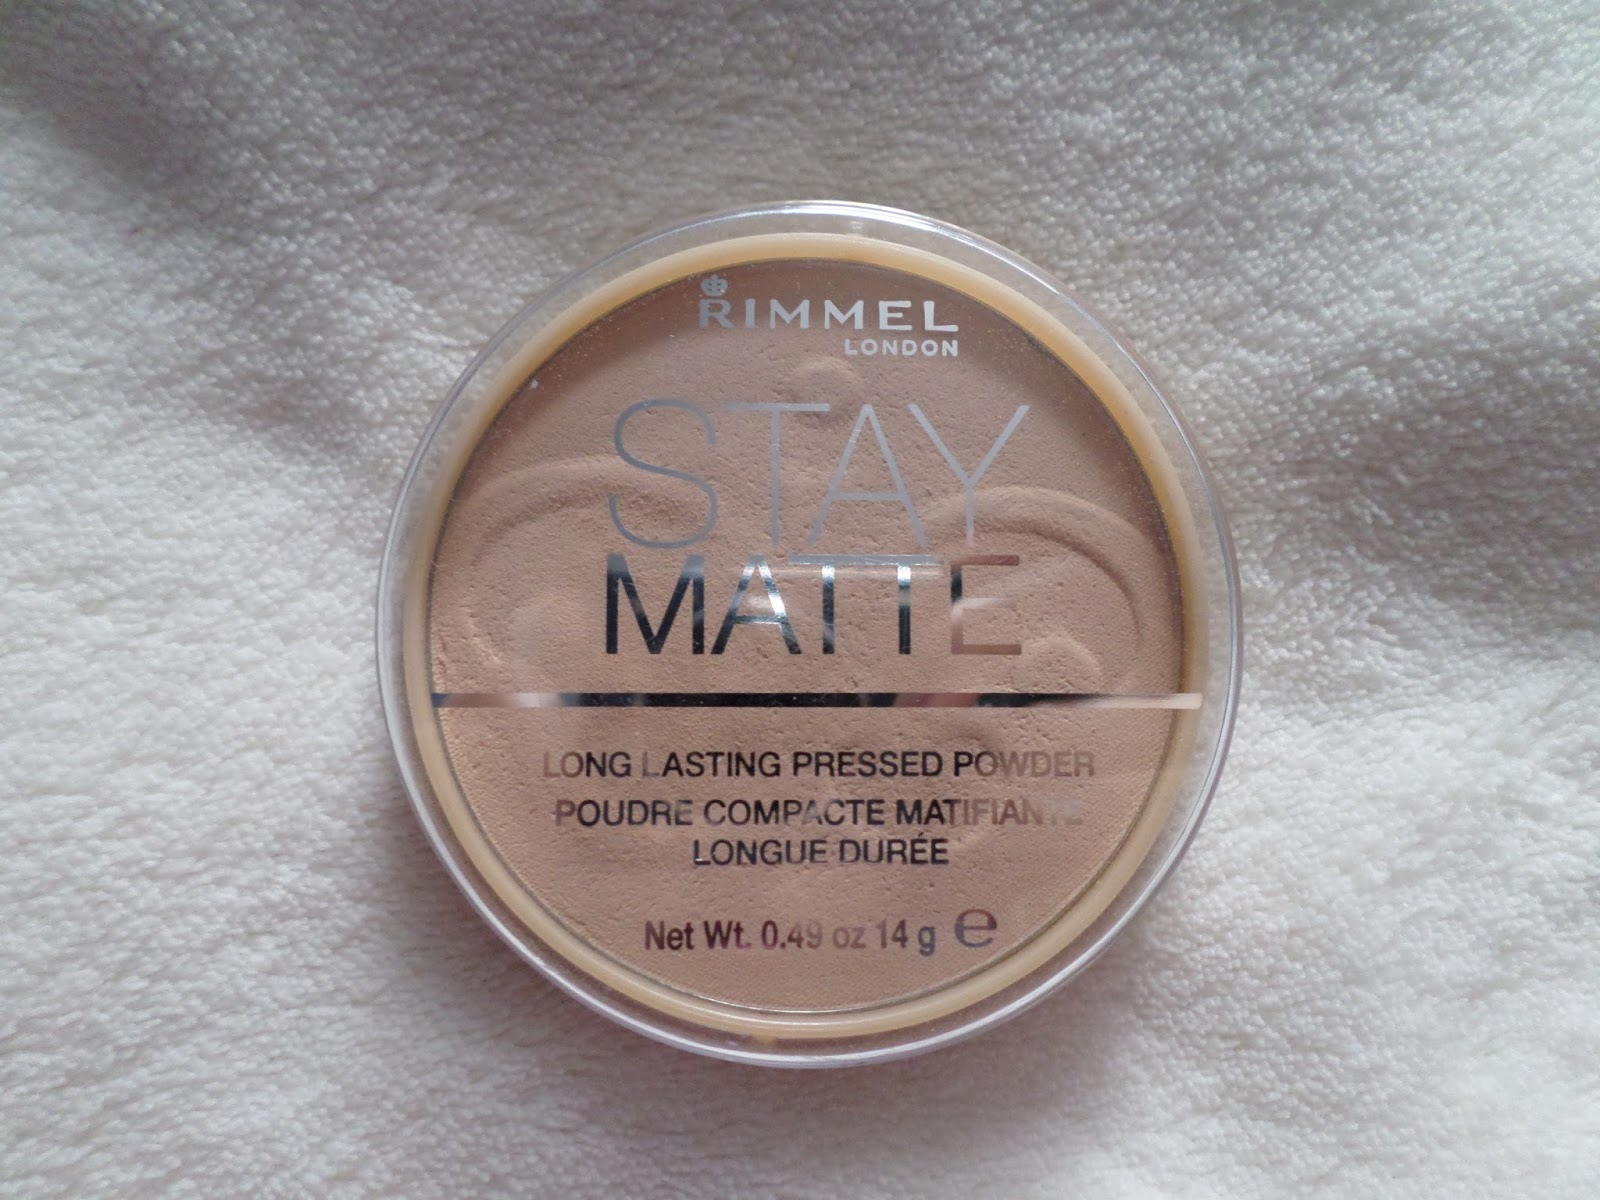 RIMMEL
LONDON
STAY
MATTE
LONG LASTING PRESSED POWDER
POUDRE COMPACTE MATIFIANTE
LONGUE DURÉE
Net Wt. 0.49 oz 14 g ℮